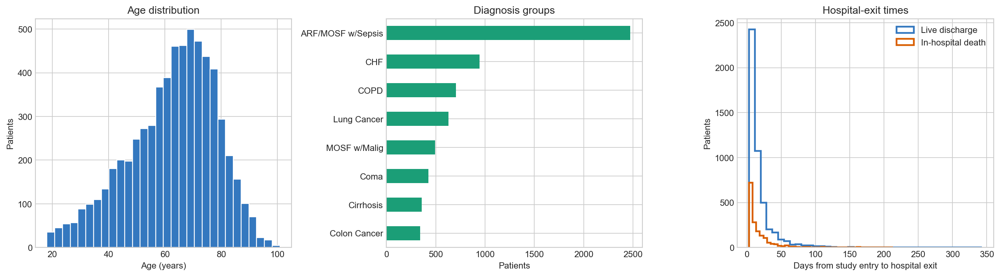 Age distribution
500
400
300
200
100
0
Patients
20 40 60 80 100
Age (years)
Diagnosis groups
ARF/MOSF w/Sepsis
CHF
COPD
Lung Cancer
MOSF w/Malig
Coma
Cirrhosis
Colon Cancer
0 500 1000 1500 2000 2500
Patients
Hospital-exit times
2500
2000
1500
1000
500
0
Patients
Live discharge
In-hospital death
0 50 100 150 200 250 300 350
Days from study entry to hospital exit